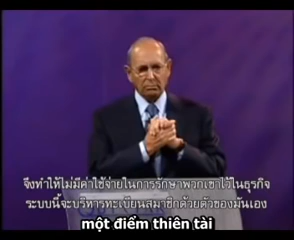 จึงทำให้ไม่มีค่าใช้จ่ายในการรักษาพวกเขาไว้ในธุรกิจ
ระบบนี้จะบริหารทะเบียนสมาชิกด้วยตัวของมันเอง
một điểm thiên tài